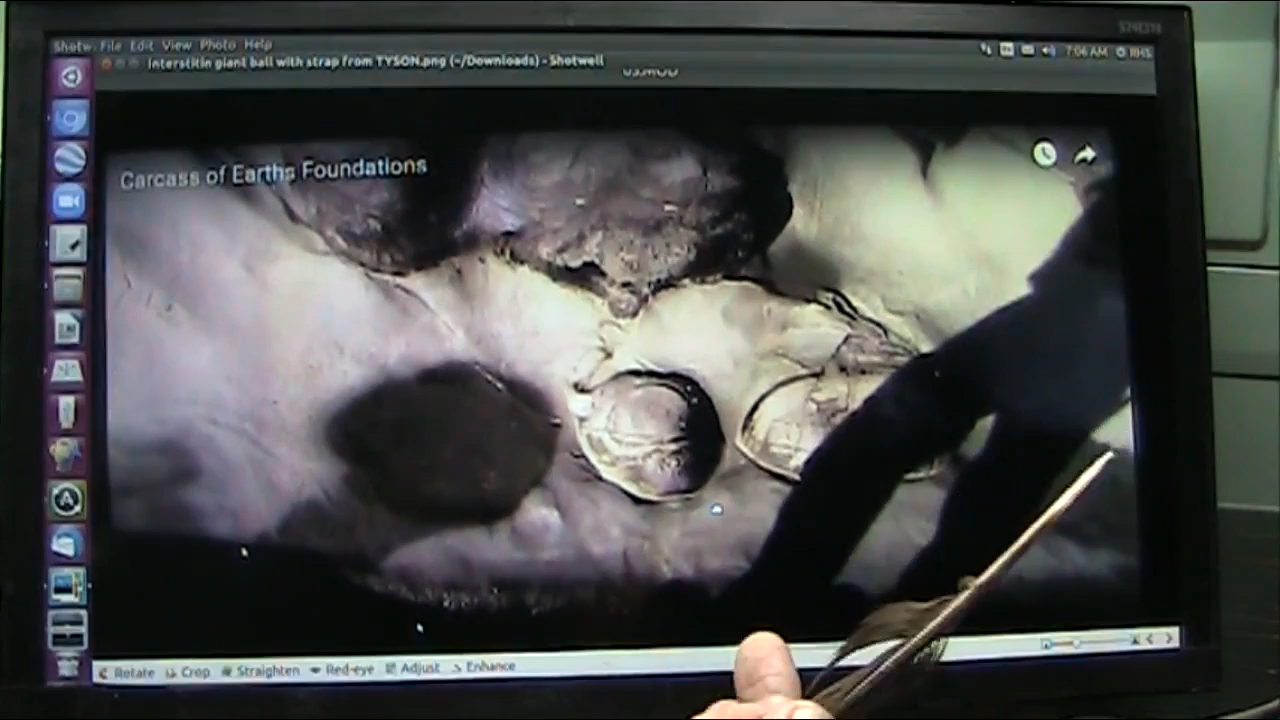 Shotw File Edit View Photo Help
7:06 AM
interstitin giant ball with strap from TYSON.png (~/Downloads) - Shotwell
Carcass of Earths Foundations
Rotate Crop Straighten Red-eye Adjust Enhance